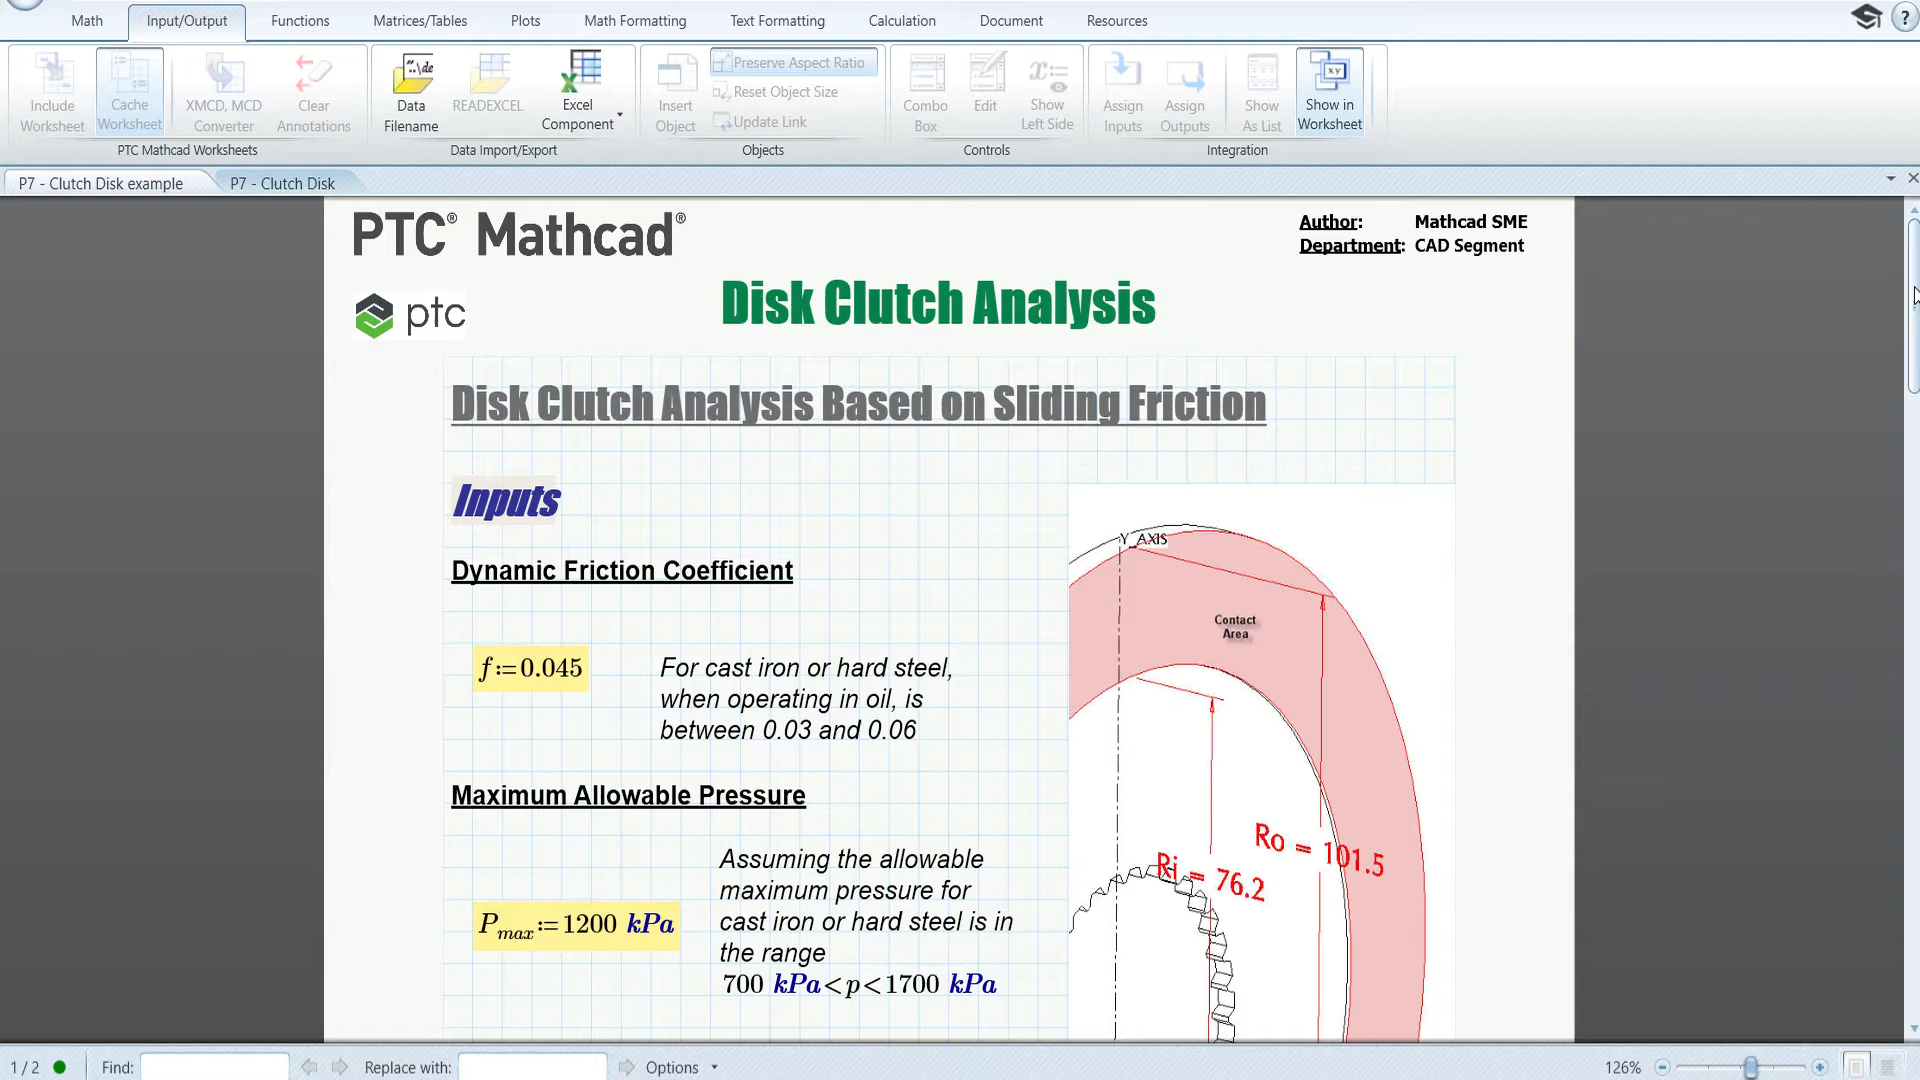 Math Input/Output Functions Matrices/Tables Plots Math Formatting Text Formatting Calculation Document Resources
?
Include Worksheet
Cache Worksheet
XMCD, MCD Converter
Clear Annotations
PTC Mathcad Worksheets
Data Filename
READEXCEL
Excel Component
Data Import/Export
Insert Object
Preserve Aspect Ratio
Reset Object Size
Update Link
Objects
Combo Box
Edit
Show Left Side
Controls
Assign Inputs
Assign Outputs
Show As List
Show in Worksheet
Integration
P7 - Clutch Disk example
P7 - Clutch Disk
PTC® Mathcad®
Author: Mathcad SME
Department: CAD Segment
ptc
Disk Clutch Analysis
Disk Clutch Analysis Based on Sliding Friction
Inputs
Dynamic Friction Coefficient
f:=0.045
For cast iron or hard steel,
when operating in oil, is
between 0.03 and 0.06
Maximum Allowable Pressure
Pmax:=1200 kPa
Assuming the allowable
maximum pressure for
cast iron or hard steel is in
the range
700 kPa<p<1700 kPa
Y_AXIS
Contact
Area
Ro = 101.5
Ri = 76.2
1 / 2
Find:
Replace with:
Options
126%